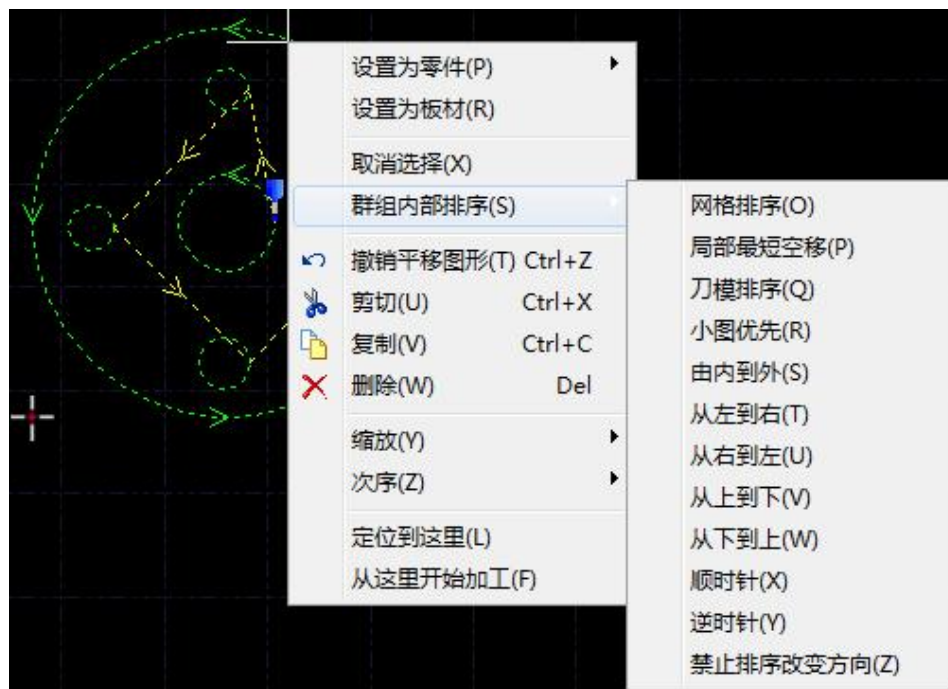 设置为零件(P)
设置为板材(R)
取消选择(X)
群组内部排序(S)
撤销平移图形(T) Ctrl+Z
剪切(U) Ctrl+X
复制(V) Ctrl+C
删除(W) Del
缩放(Y)
次序(Z)
定位到这里(L)
从这里开始加工(F)
网格排序(O)
局部最短空移(P)
刀模排序(Q)
小图优先(R)
由内到外(S)
从左到右(T)
从右到左(U)
从上到下(V)
从下到上(W)
顺时针(X)
逆时针(Y)
禁止排序改变方向(Z)